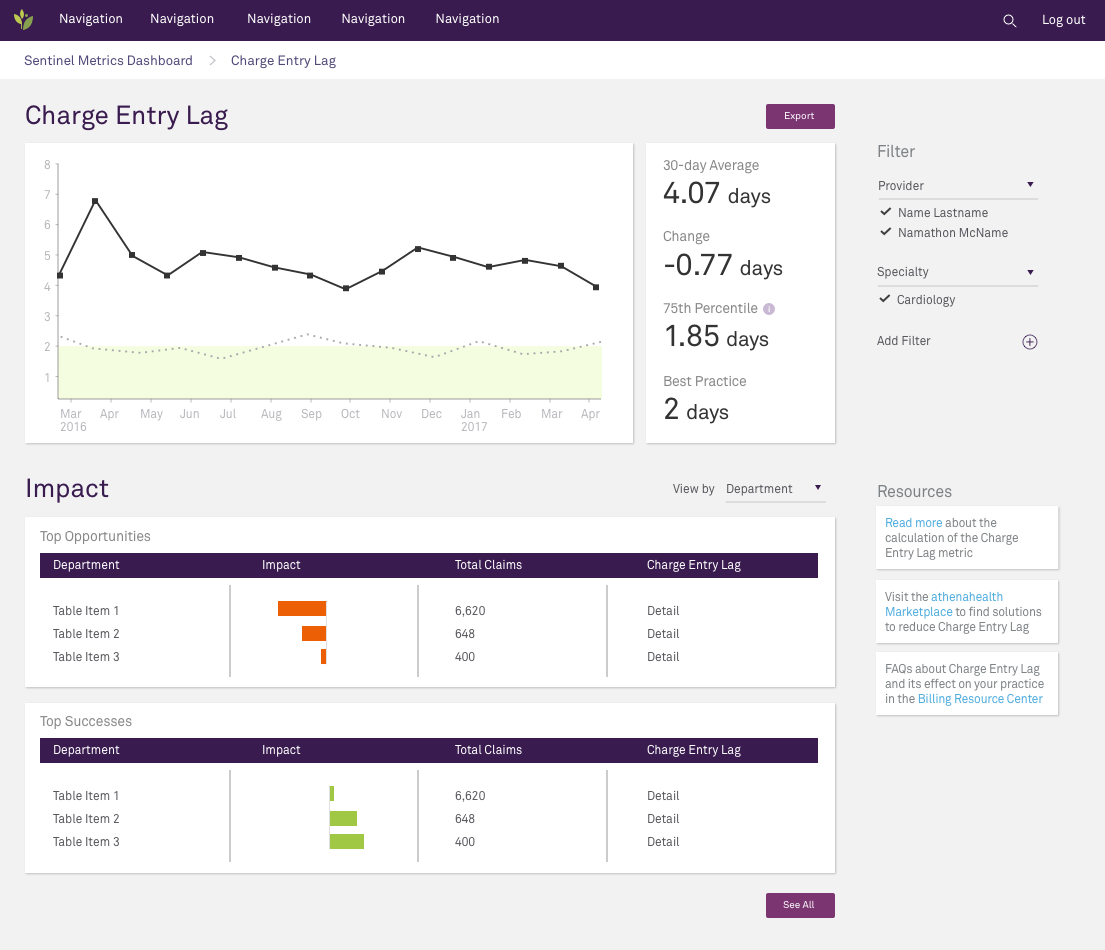 Navigation Navigation Navigation Navigation Navigation Log out
Sentinel Metrics Dashboard Charge Entry Lag
Charge Entry Lag
Export
8
7
6
5
4
3
2
1
Mar Apr May Jun Jul Aug Sep Oct Nov Dec Jan Feb Mar Apr
2016 2017
30-day Average
4.07 days
Change
-0.77 days
75th Percentile i
1.85 days
Best Practice
2 days
Filter
Provider
Name Lastname
Namathon McName
Specialty
Cardiology
Add Filter
Impact
View by Department
Top Opportunities
Department Impact Total Claims Charge Entry Lag
Table Item 1 6,620 Detail
Table Item 2 648 Detail
Table Item 3 400 Detail
Top Successes
Department Impact Total Claims Charge Entry Lag
Table Item 1 6,620 Detail
Table Item 2 648 Detail
Table Item 3 400 Detail
See All
Resources
Read more about the
calculation of the Charge
Entry Lag metric
Visit the athenahealth
Marketplace to find solutions
to reduce Charge Entry Lag
FAQs about Charge Entry Lag
and its effect on your practice
in the Billing Resource Center